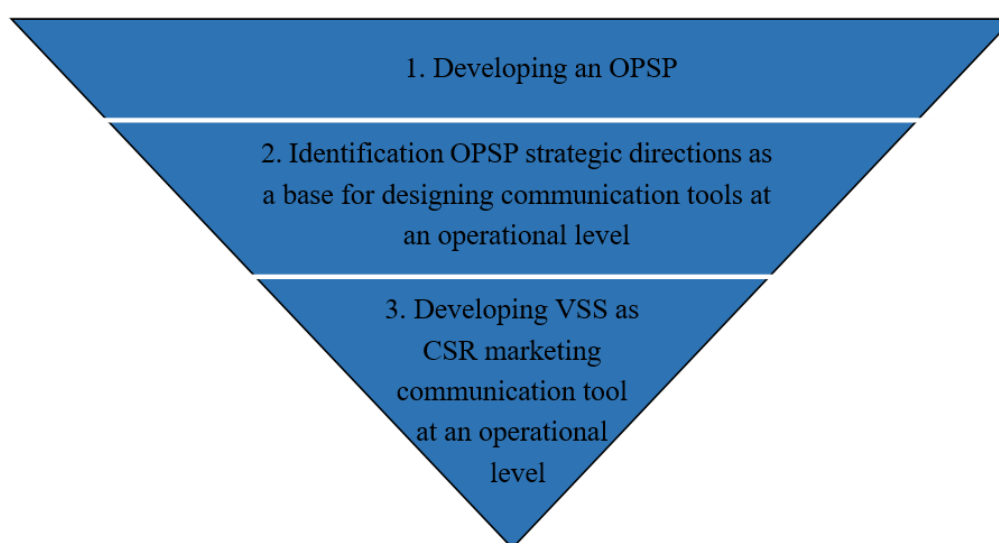 1. Developing an OPSP
2. Identification OPSP strategic directions as
a base for designing communication tools at
an operational level
3. Developing VSS as
CSR marketing
communication tool
at an operational
level